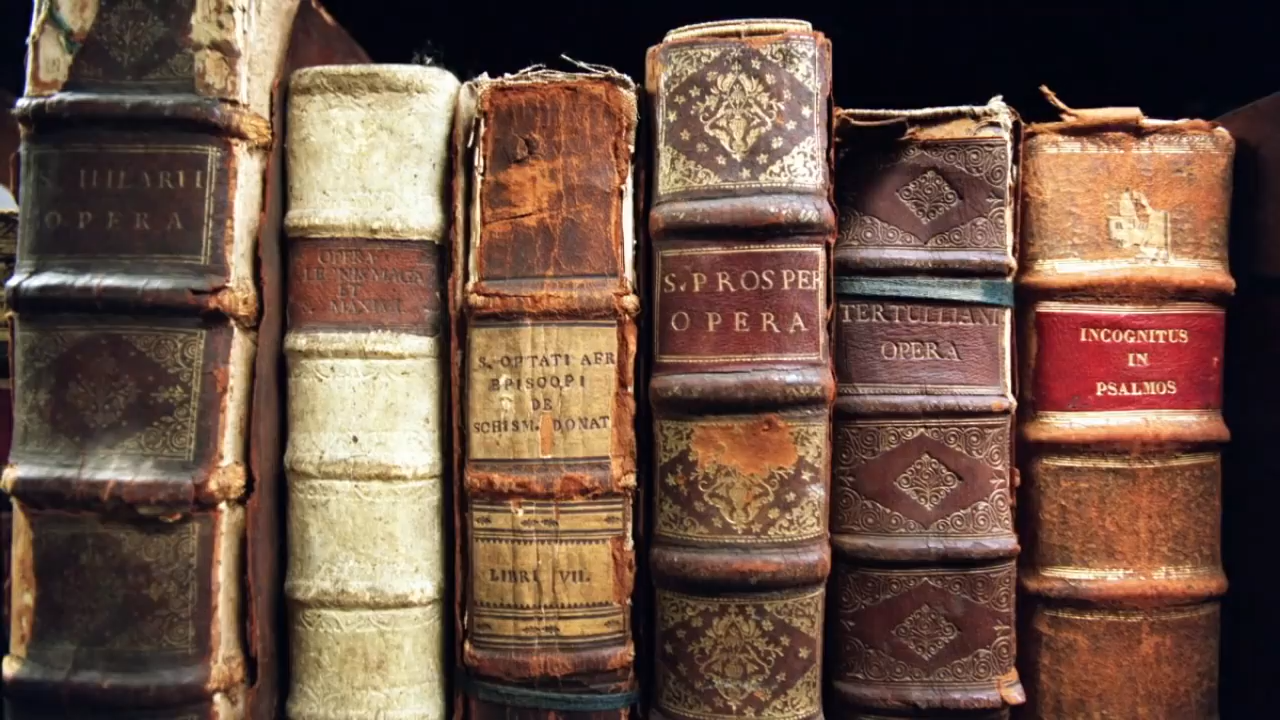 S. HILARII
OPERA
OPERA
LEONIS MAGN
ET
MAXIMI
S. OPTATI AFR
EPISCOPI
DE
SCHISM. DONAT
LIBRI VII.
S. PROSPER
OPERA
TERTULLIANI
OPERA
INCOGNITUS
IN
PSALMOS